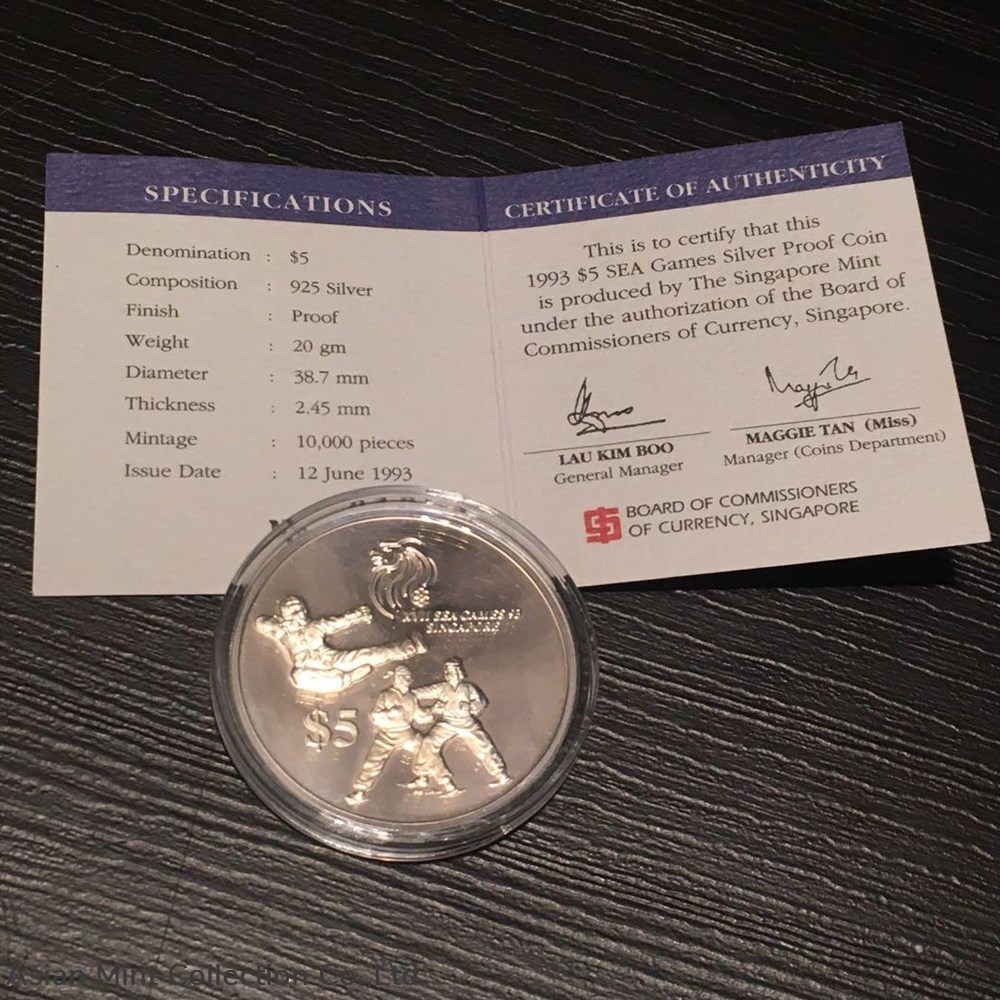 SPECIFICATIONS
Denomination : $5
Composition : 925 Silver
Finish : Proof
Weight : 20 gm
Diameter : 38.7 mm
Thickness : 2.45 mm
Mintage : 10,000 pieces
Issue Date : 12 June 1993
CERTIFICATE OF AUTHENTICITY
This is to certify that this
1993 $5 SEA Games Silver Proof Coin
is produced by The Singapore Mint
under the authorization of the Board of
Commissioners of Currency, Singapore.
LAU KIM BOO
General Manager
MAGGIE TAN (Miss)
Manager (Coins Department)
BOARD OF COMMISSIONERS
OF CURRENCY, SINGAPORE
XVII SEA GAMES 93
SINGAPORE
$5
Asian Mint Collection Co. Ltd